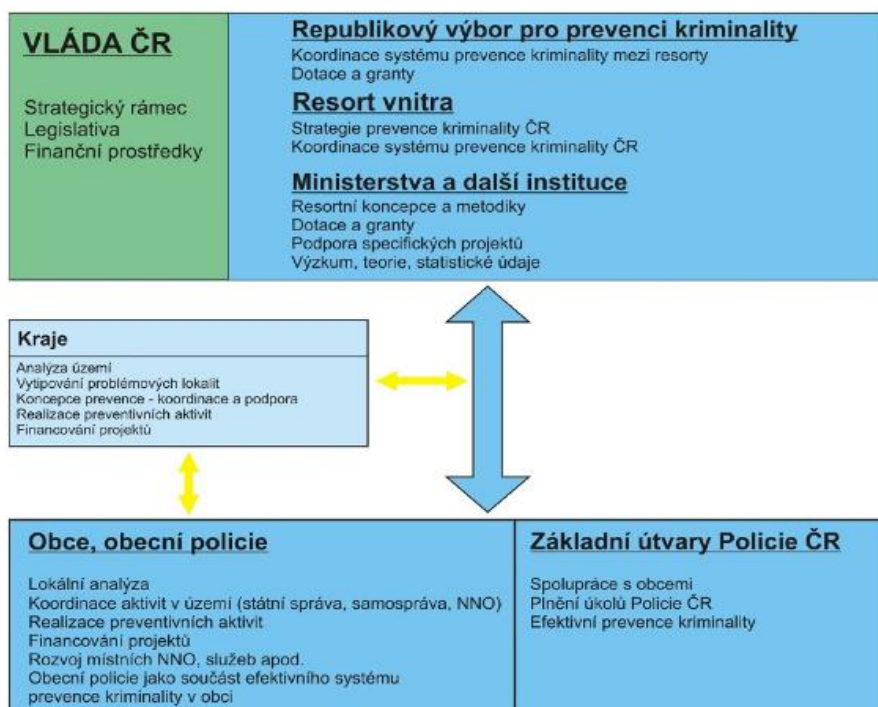 VLÁDA ČR
Strategický rámec
Legislativa
Finanční prostředky
Republikový výbor pro prevenci kriminality
Koordinace systému prevence kriminality mezi resorty
Dotace a granty
Resort vnitra
Strategie prevence kriminality ČR
Koordinace systému prevence kriminality ČR
Ministerstva a další instituce
Resortní koncepce a metodiky
Dotace a granty
Podpora specifických projektů
Výzkum, teorie, statistické údaje
Kraje
Analýza území
Vytipování problémových lokalit
Koncepce prevence - koordinace a podpora
Realizace preventivních aktivit
Financování projektů
Obce, obecní policie
Lokální analýza
Koordinace aktivit v území (státní správa, samospráva, NNO)
Realizace preventivních aktivit
Financování projektů
Rozvoj místních NNO, služeb apod.
Obecní policie jako součást efektivního systému
prevence kriminality v obci
Základní útvary Policie ČR
Spolupráce s obcemi
Plnění úkolů Policie ČR
Efektivní prevence kriminality